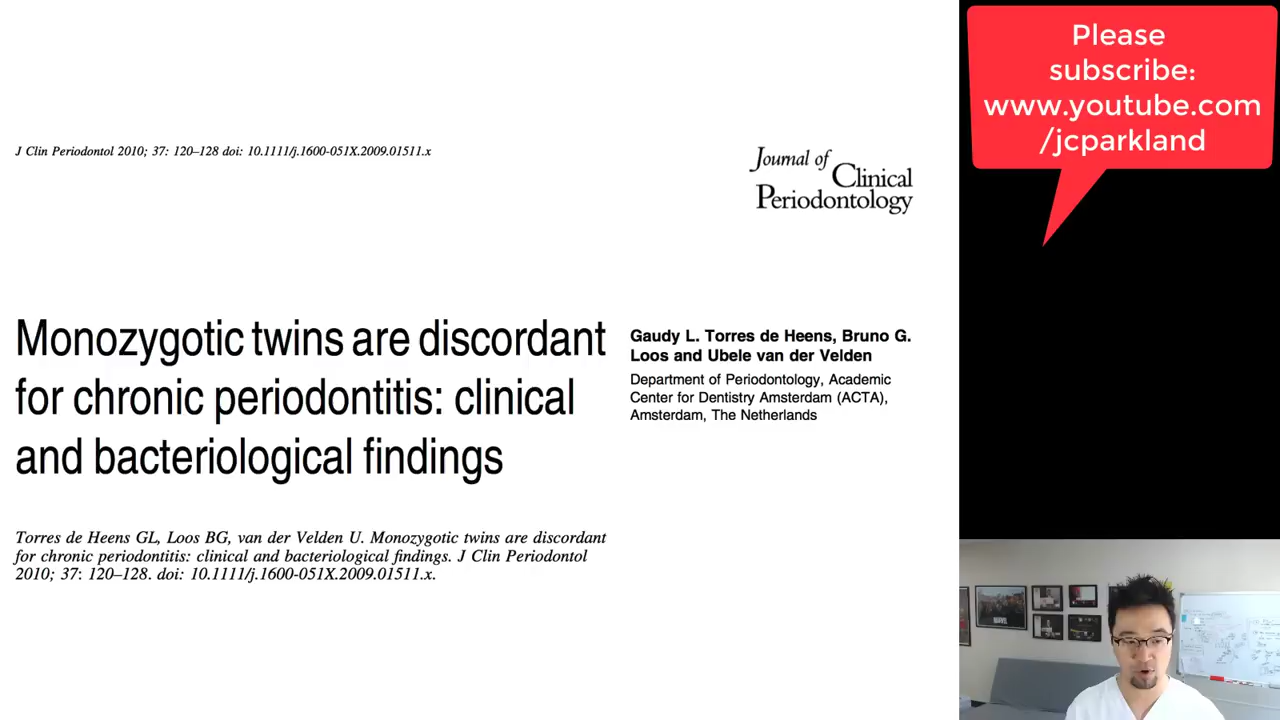 J Clin Periodontol 2010; 37: 120–128 doi: 10.1111/j.1600-051X.2009.01511.x
Journal of
Clinical
Periodontology
Monozygotic twins are discordant
for chronic periodontitis: clinical
and bacteriological findings
Gaudy L. Torres de Heens, Bruno G.
Loos and Ubele van der Velden
Department of Periodontology, Academic
Center for Dentistry Amsterdam (ACTA),
Amsterdam, The Netherlands
Torres de Heens GL, Loos BG, van der Velden U. Monozygotic twins are discordant
for chronic periodontitis: clinical and bacteriological findings. J Clin Periodontol
2010; 37: 120–128. doi: 10.1111/j.1600-051X.2009.01511.x.
Please
subscribe:
www.youtube.com
/jcparkland